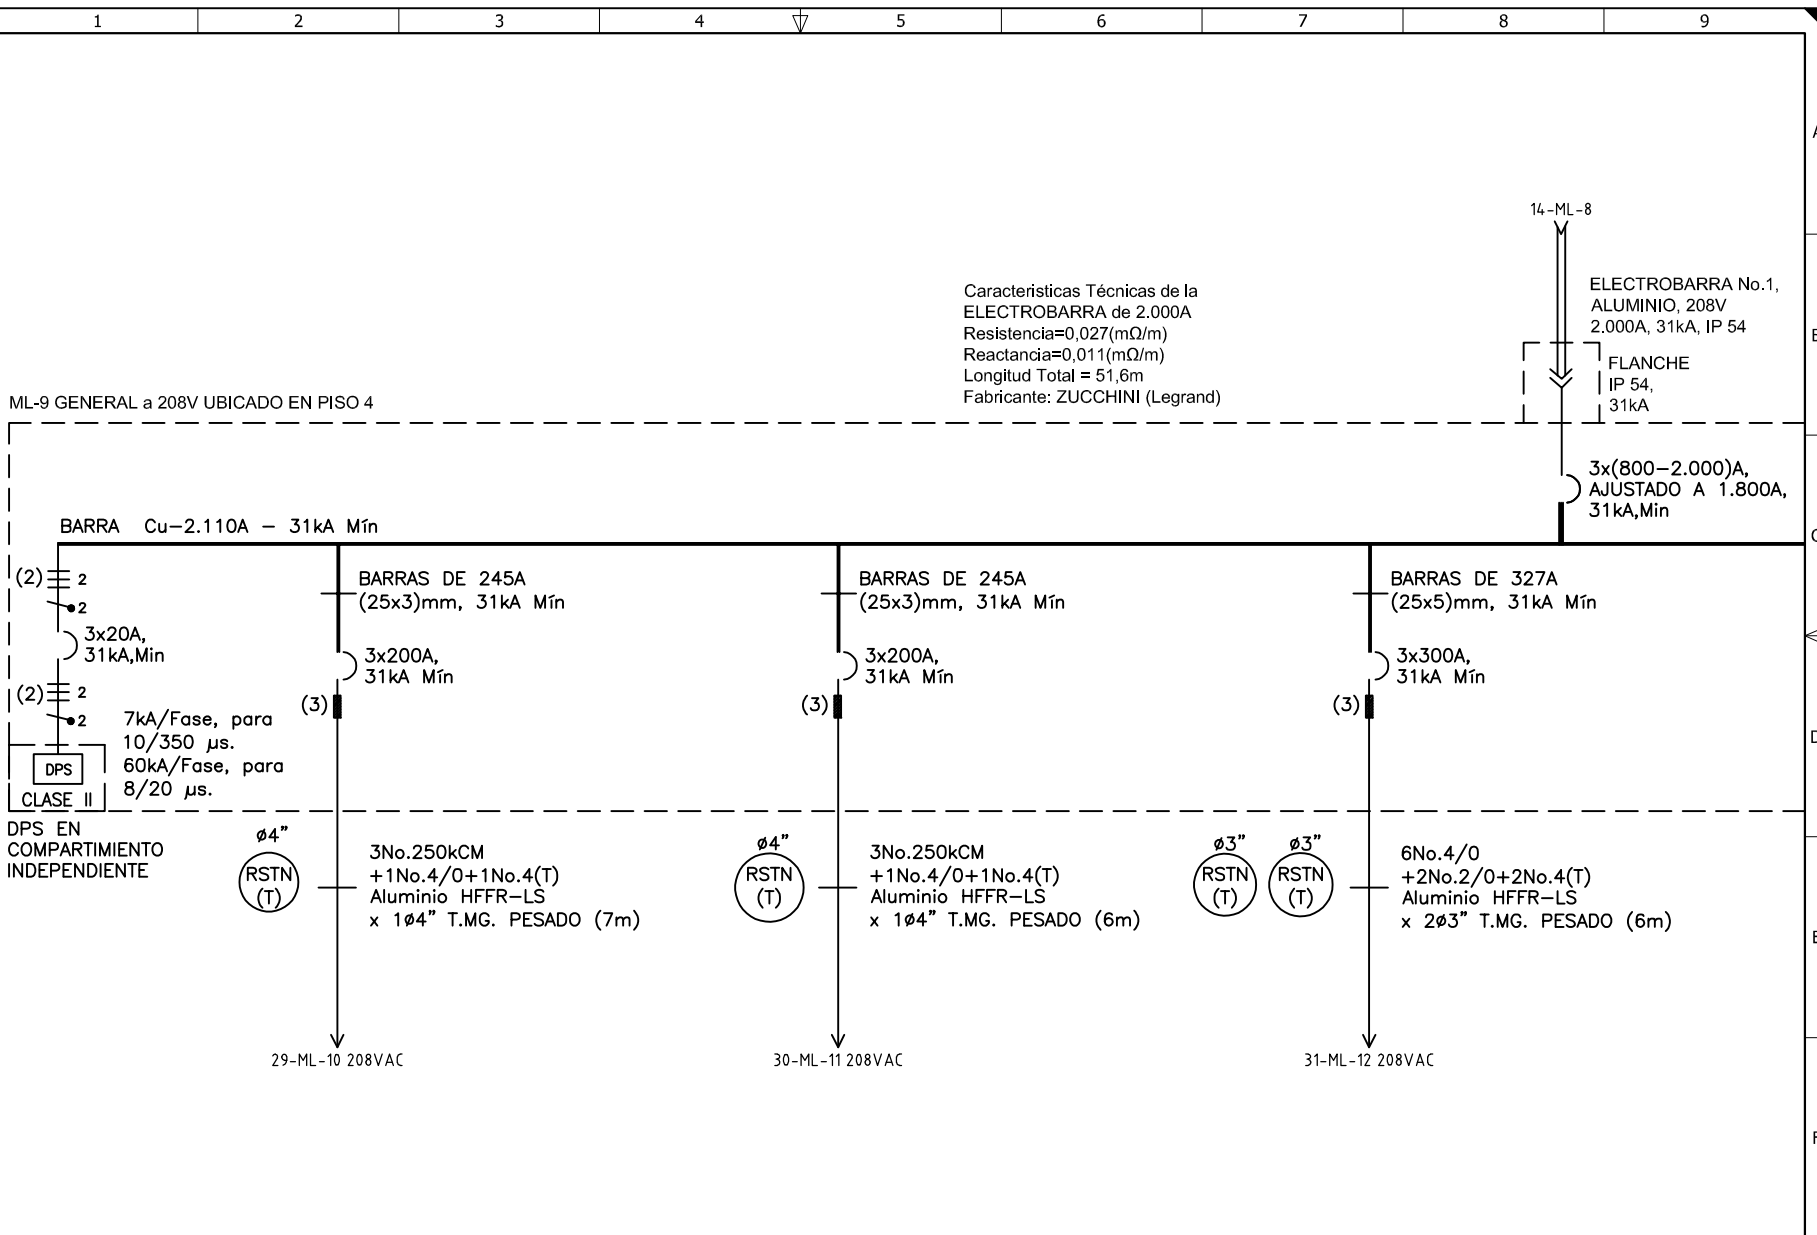 1 2 3 4 5 6 7 8 9
A
14-ML-8
ELECTROBARRA No.1,
ALUMINIO, 208V
2.000A, 31kA, IP 54
Caracteristicas Técnicas de la
ELECTROBARRA de 2.000A
Resistencia=0,027(mΩ/m)
Reactancia=0,011(mΩ/m)
Longitud Total = 51,6m
Fabricante: ZUCCHINI (Legrand)
FLANCHE
IP 54,
31kA
ML-9 GENERAL a 208V UBICADO EN PISO 4
3x(800-2.000)A,
AJUSTADO A 1.800A,
31kA,Min
BARRA Cu-2.110A - 31kA Mín
(2) 2
2
3x20A,
31kA,Min
(2) 2
2
7kA/Fase, para
10/350 µs.
60kA/Fase, para
8/20 µs.
DPS
CLASE II
DPS EN
COMPARTIMIENTO
INDEPENDIENTE
BARRAS DE 245A
(25x3)mm, 31kA Mín
3x200A,
31kA Mín
(3)
BARRAS DE 245A
(25x3)mm, 31kA Mín
3x200A,
31kA Mín
(3)
BARRAS DE 327A
(25x5)mm, 31kA Mín
3x300A,
31kA Mín
(3)
ø4"
RSTN
(T)
3No.250kCM
+1No.4/0+1No.4(T)
Aluminio HFFR-LS
x 1ø4" T.MG. PESADO (7m)
ø4"
RSTN
(T)
3No.250kCM
+1No.4/0+1No.4(T)
Aluminio HFFR-LS
x 1ø4" T.MG. PESADO (6m)
ø3" ø3"
RSTN RSTN
(T) (T)
6No.4/0
+2No.2/0+2No.4(T)
Aluminio HFFR-LS
x 2ø3" T.MG. PESADO (6m)
29-ML-10 208VAC
30-ML-11 208VAC
31-ML-12 208VAC